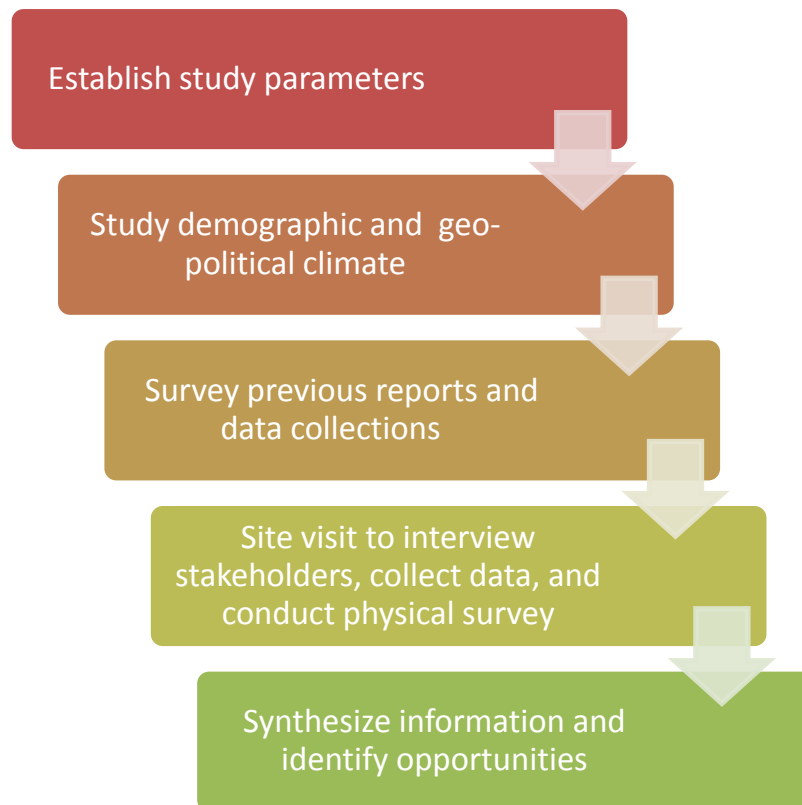 Establish study parameters
Study demographic and geo-
political climate
Survey previous reports and
data collections
Site visit to interview
stakeholders, collect data, and
conduct physical survey
Synthesize information and
identify opportunities